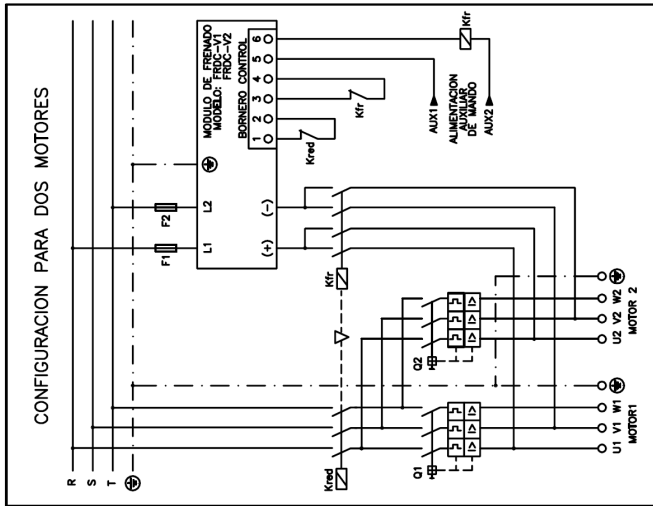 CONFIGURACION PARA DOS MOTORES
R
S
T
F1
F2
L1
L2
MODULO DE FRENADO
MODELO: FRDC-V1
FRDC-V2
BORNERO CONTROL
1 2 3 4 5 6
(+)
(-)
Kred
Kfr
Kfr
AUX1
ALIMENTACION
AUXILIAR
DE MANDO
AUX2
Kred
Kfr
Q1
Q2
U1 V1 W1
MOTOR1
U2 V2 W2
MOTOR 2